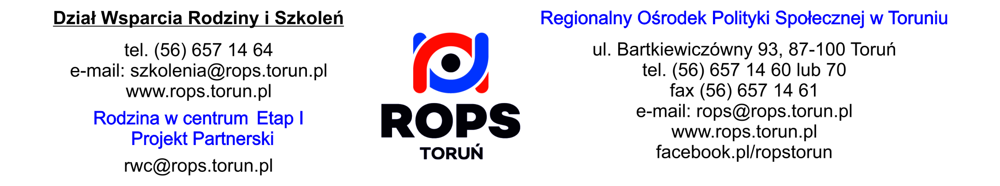 Dział Wsparcia Rodziny i Szkoleń
tel. (56) 657 14 64
e-mail: szkolenia@rops.torun.pl
www.rops.torun.pl
Rodzina w centrum Etap I
Projekt Partnerski
rwc@rops.torun.pl
ROPS
TORUŃ
Regionalny Ośrodek Polityki Społecznej w Toruniu
ul. Bartkiewiczówny 93, 87-100 Toruń
tel. (56) 657 14 60 lub 70
fax (56) 657 14 61
e-mail: rops@rops.torun.pl
www.rops.torun.pl
facebook.pl/ropstorun